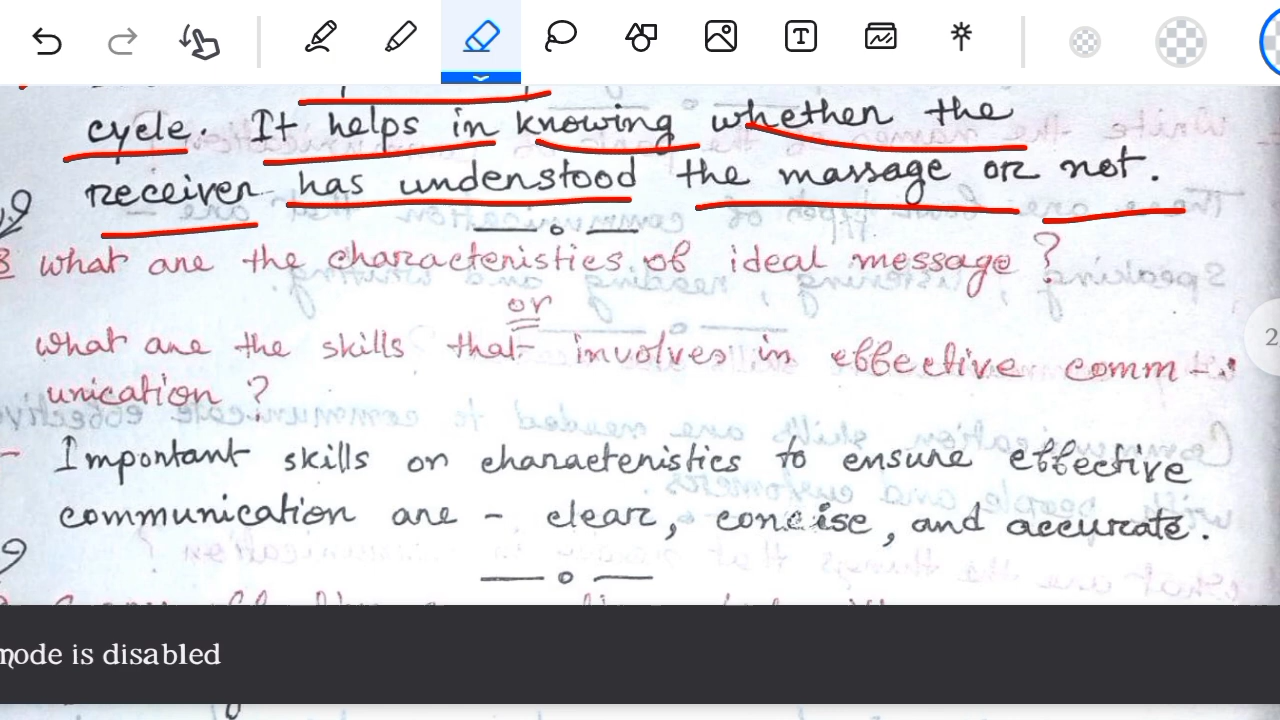 cycle. It helps in knowing whether the
receiver has understood the massage or not.
what are the characteristics of ideal message ?
or
what are the skills that involves in effective comm -
unication ?
- Important skills or characteristics to ensure effective
communication are - clear, concise, and accurate.
mode is disabled
2